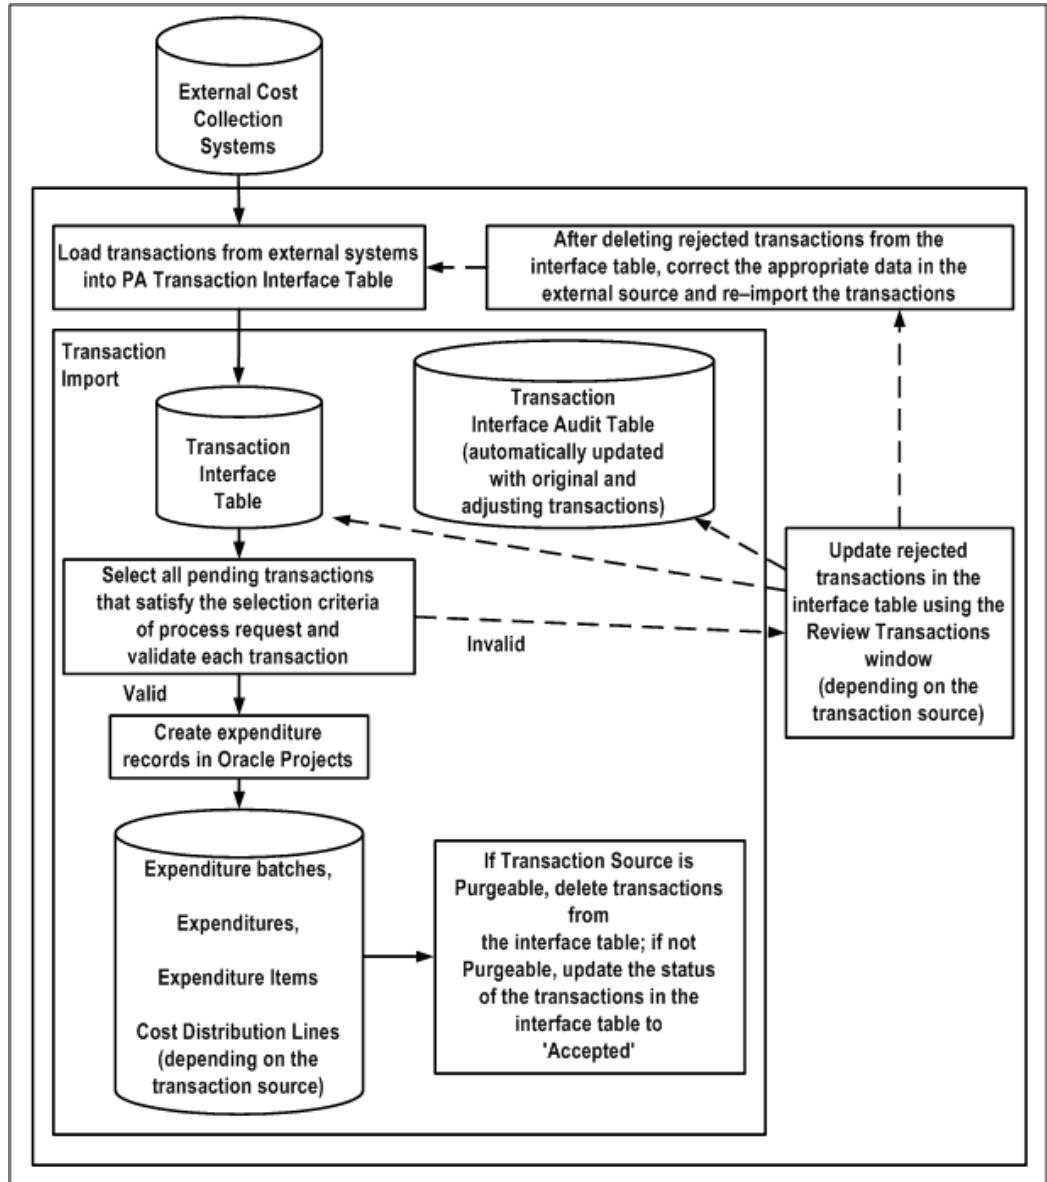 External Cost
Collection
Systems
Load transactions from external systems
into PA Transaction Interface Table
After deleting rejected transactions from the
interface table, correct the appropriate data in the
external source and re–import the transactions
Transaction
Import
Transaction
Interface Audit Table
(automatically updated
with original and
adjusting transactions)
Transaction
Interface
Table
Select all pending transactions
that satisfy the selection criteria
of process request and
validate each transaction
Invalid
Update rejected
transactions in the
interface table using the
Review Transactions
window
(depending on the
transaction source)
Valid
Create expenditure
records in Oracle Projects
Expenditure batches,
Expenditures,
Expenditure Items
Cost Distribution Lines
(depending on the
transaction source)
If Transaction Source is
Purgeable, delete transactions
from
the interface table; if not
Purgeable, update the status
of the transactions in the
interface table to
'Accepted'